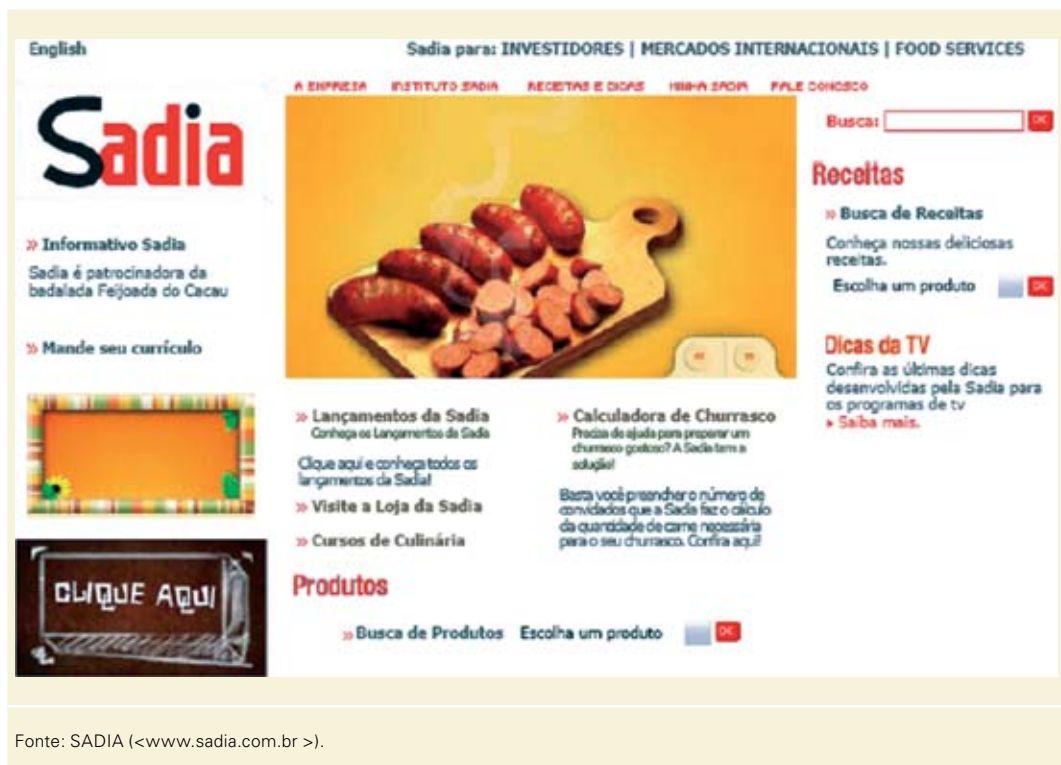 English
Sadia para: INVESTIDORES | MERCADOS INTERNACIONAIS | FOOD SERVICES
A EMPRESA INSTITUTO SADIA RECEITAS E DICAS MINHA SADIA FALE CONOSCO
Sadia
» Informativo Sadia
Sadia é patrocinadora da
badalada Feijoada do Cacau
» Mande seu currículo
CLIQUE AQUI
» Lançamentos da Sadia
Conheça os Lançamentos da Sadia
Clique aqui e conheça todos os
lançamentos da Sadia!
» Visite a Loja da Sadia
» Cursos de Culinária
» Calculadora de Churrasco
Precisa de ajuda para preparar um
churrasco gostoso? A Sadia tem a
solução!
Basta você preencher o número de
convidados que a Sadia faz o cálculo
da quantidade de carne necessária
para o seu churrasco. Confira aqui!
Produtos
» Busca de Produtos Escolha um produto OK
Busca: OK
Receitas
» Busca de Receitas
Conheça nossas deliciosas
receitas.
Escolha um produto OK
Dicas da TV
Confira as últimas dicas
desenvolvidas pela Sadia para
os programas de tv
▸ Saiba mais.
Fonte: SADIA (<www.sadia.com.br >).